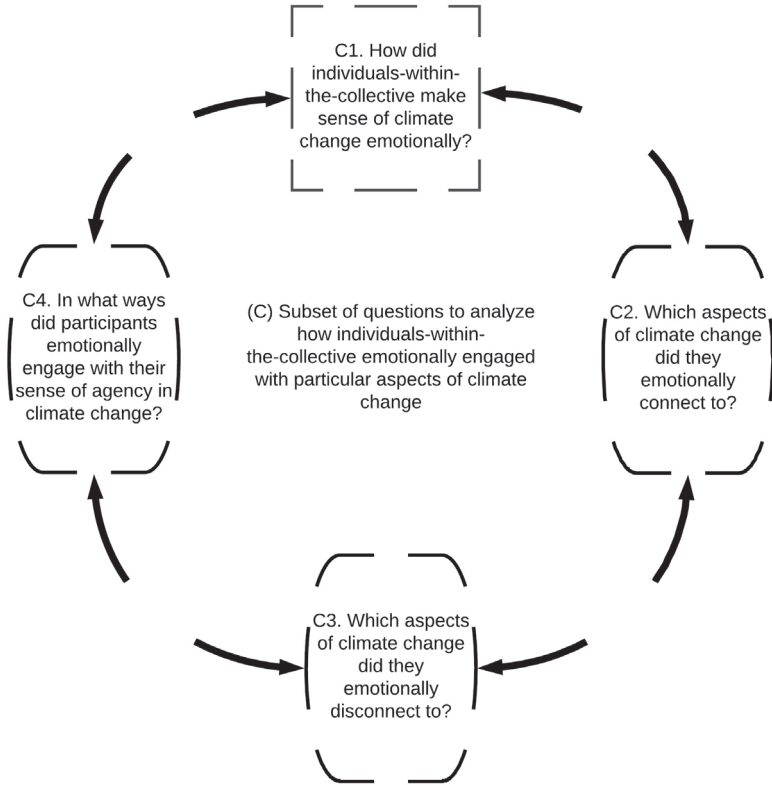 C1. How did
individuals-within-
the-collective make
sense of climate
change emotionally?
C4. In what ways
did participants
emotionally
engage with their
sense of agency in
climate change?
(C) Subset of questions to analyze
how individuals-within-
the-collective emotionally engaged
with particular aspects of climate
change
C2. Which aspects
of climate change
did they
emotionally
connect to?
C3. Which aspects
of climate change
did they
emotionally
disconnect to?